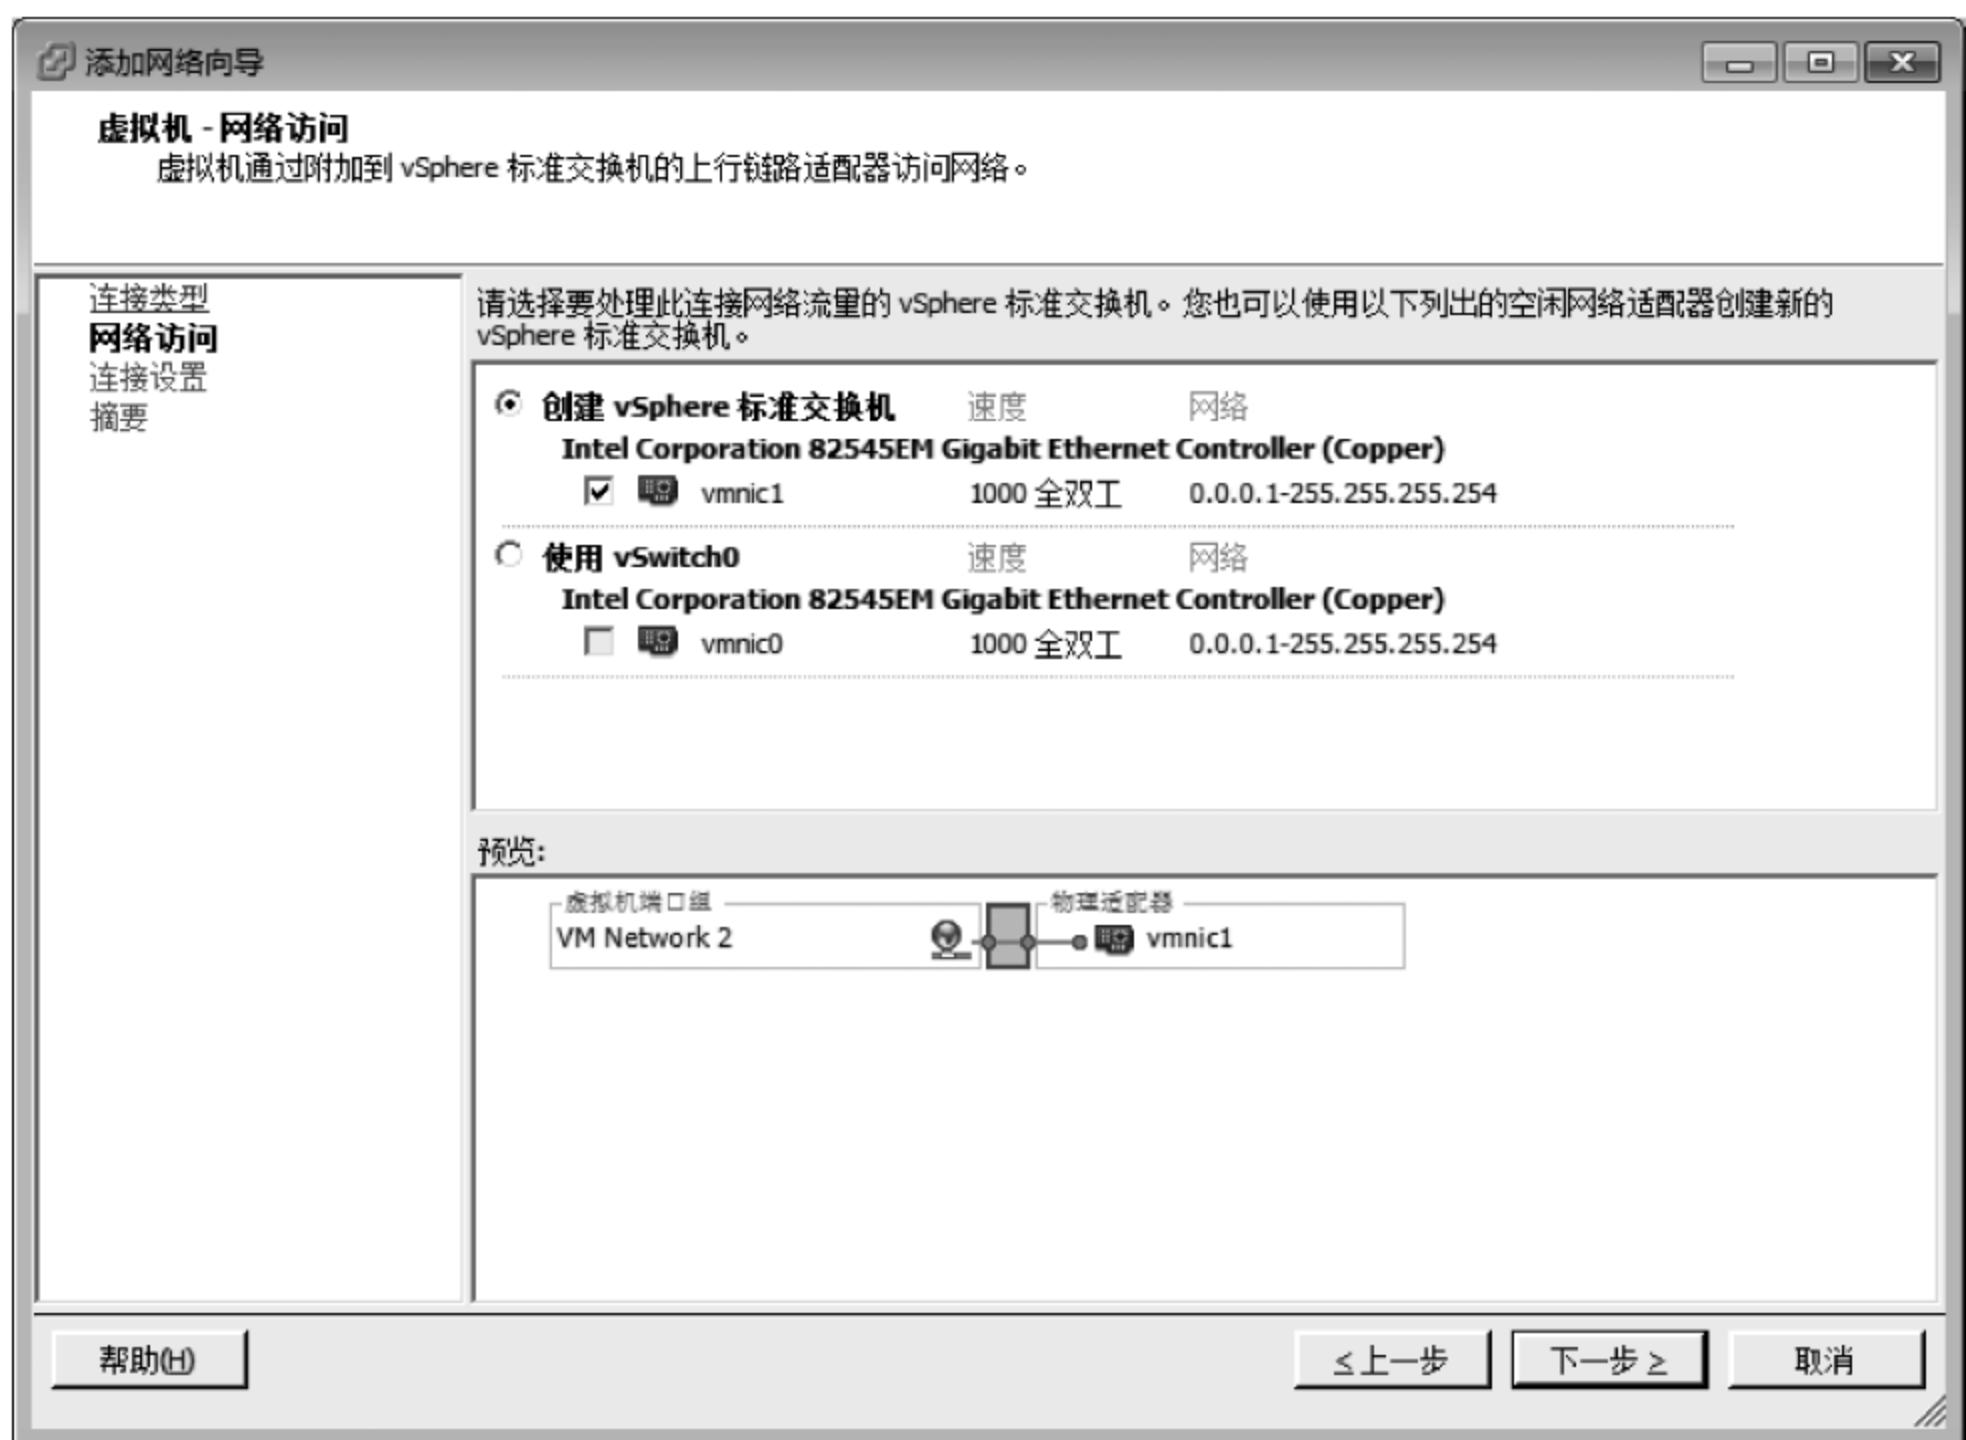 添加网络向导
虚拟机 - 网络访问
虚拟机通过附加到 vSphere 标准交换机的上行链路适配器访问网络。
连接类型
网络访问
连接设置
摘要
请选择要处理此连接网络流量的 vSphere 标准交换机。您也可以使用以下列出的空闲网络适配器创建新的
vSphere 标准交换机。
创建 vSphere 标准交换机 速度 网络
Intel Corporation 82545EM Gigabit Ethernet Controller (Copper)
vmnic1 1000 全双工 0.0.0.1-255.255.255.254
使用 vSwitch0 速度 网络
Intel Corporation 82545EM Gigabit Ethernet Controller (Copper)
vmnic0 1000 全双工 0.0.0.1-255.255.255.254
预览:
虚拟机端口组 物理适配器
VM Network 2 vmnic1
帮助(H) ≤上一步 下一步 ≥ 取消